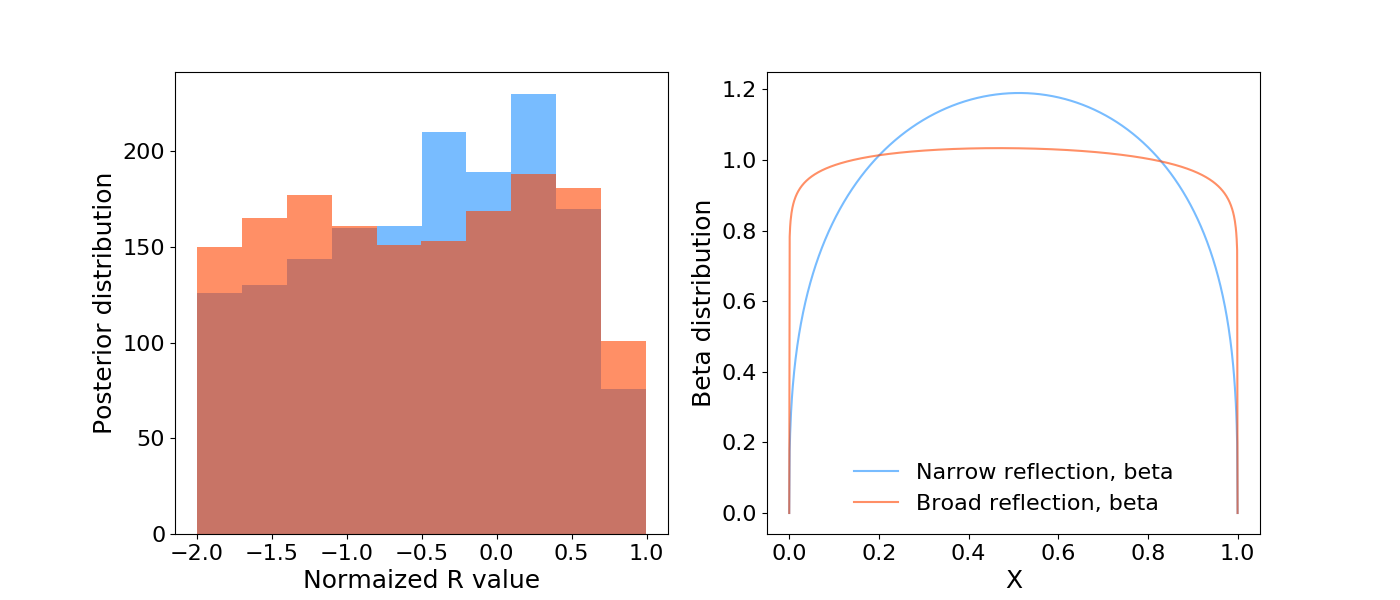 Posterior distribution
200
150
100
50
0
−2.0 −1.5 −1.0 −0.5 0.0 0.5 1.0
Normaized R value
Beta distribution
1.2
1.0
0.8
0.6
0.4
0.2
0.0
Narrow reflection, beta
Broad reflection, beta
0.0 0.2 0.4 0.6 0.8 1.0
X